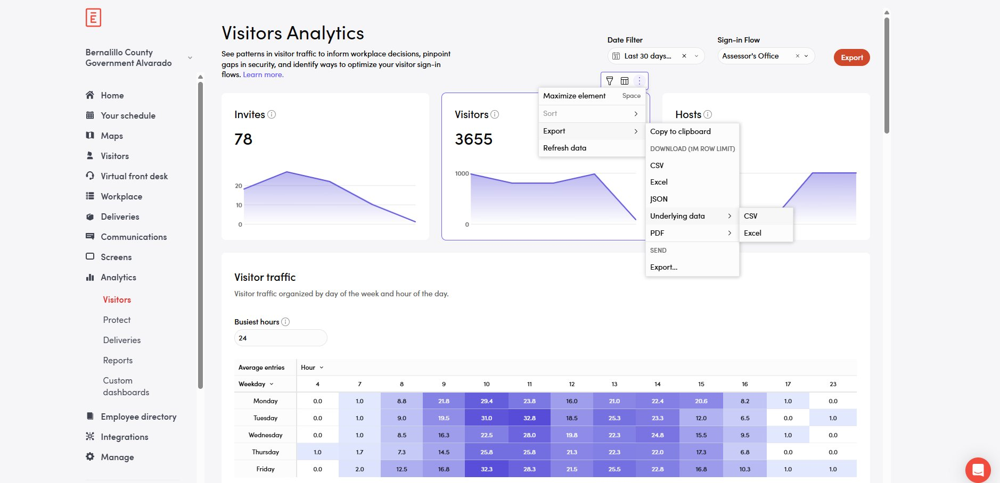 Bernalillo County
Government Alvarado
Home
Your schedule
Maps
Visitors
Virtual front desk
Workplace
Deliveries
Communications
Screens
Analytics
Visitors
Protect
Deliveries
Reports
Custom
dashboards
Employee directory
Integrations
Manage
Visitors Analytics
See patterns in visitor traffic to inform workplace decisions, pinpoint
gaps in security, and identify ways to optimize your visitor sign-in
flows. Learn more.
Date Filter
31 Last 30 days...
Sign-in Flow
Assessor's Office
Export
Invites
78
20
10
0
Visitors
3655
1000
0
Hosts
Maximize element Space
Sort
Export
Refresh data
Copy to clipboard
DOWNLOAD (1M ROW LIMIT)
CSV
Excel
JSON
Underlying data
PDF
SEND
Export...
CSV
Excel
Visitor traffic
Visitor traffic organized by day of the week and hour of the day.
Busiest hours
24
Average entries Hour
Weekday 4 7 8 9 10 11 12 13 14 15 16 17 23
Monday 0.0 1.0 8.8 21.8 29.4 23.8 16.0 21.0 22.4 20.6 8.2 1.0 0.0
Tuesday 0.0 1.0 9.0 19.5 31.0 32.8 18.5 25.3 23.3 12.0 6.5 0.0 1.0
Wednesday 0.0 1.0 8.5 16.3 22.5 28.0 19.8 22.3 24.8 15.5 9.5 1.0 0.0
Thursday 1.0 1.7 7.3 14.5 25.8 25.8 21.3 22.3 22.0 17.3 6.8 0.0 0.0
Friday 0.0 2.0 12.5 16.8 32.3 28.3 21.5 25.5 22.8 16.8 10.3 1.0 1.0